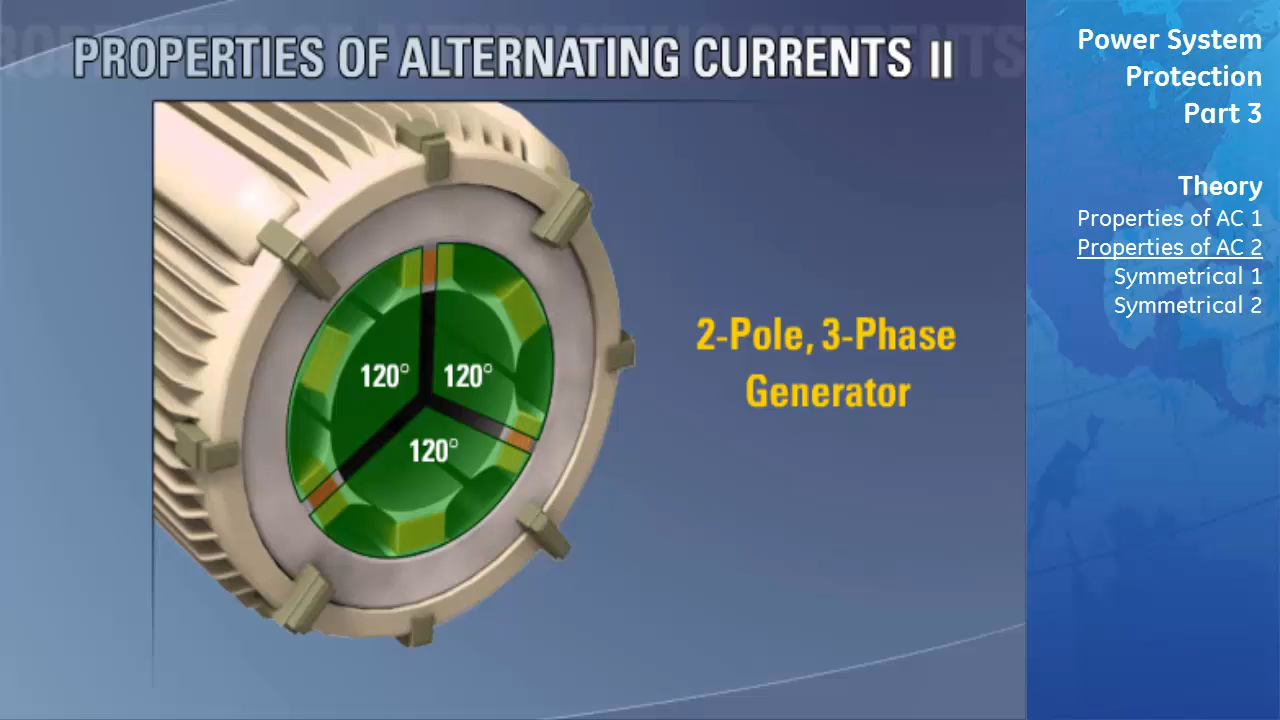 PROPERTIES OF ALTERNATING CURRENTS II
120° 120°
120°
2-Pole, 3-Phase
Generator
Power System
Protection
Part 3
Theory
Properties of AC 1
Properties of AC 2
Symmetrical 1
Symmetrical 2